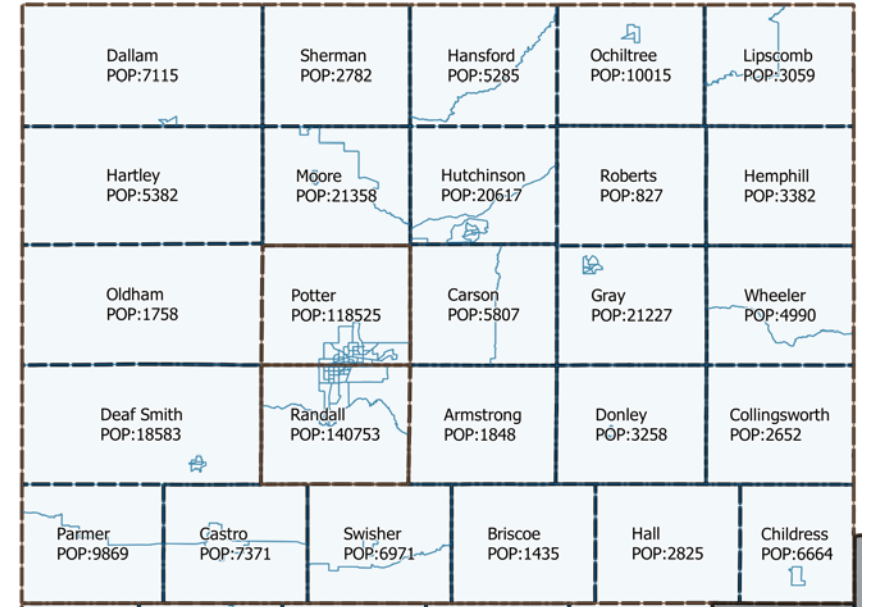 Dallam
POP:7115
Sherman
POP:2782
Hansford
POP:5285
Ochiltree
POP:10015
Lipscomb
POP:3059
Hartley
POP:5382
Moore
POP:21358
Hutchinson
POP:20617
Roberts
POP:827
Hemphill
POP:3382
Oldham
POP:1758
Potter
POP:118525
Carson
POP:5807
Gray
POP:21227
Wheeler
POP:4990
Deaf Smith
POP:18583
Randall
POP:140753
Armstrong
POP:1848
Donley
POP:3258
Collingsworth
POP:2652
Parmer
POP:9869
Castro
POP:7371
Swisher
POP:6971
Briscoe
POP:1435
Hall
POP:2825
Childress
POP:6664